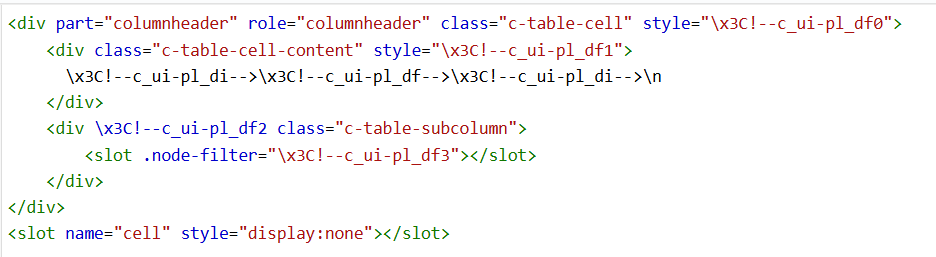 <div part="columnheader" role="columnheader" class="c-table-cell" style="\x3C!--c_ui-pl_df0">
<div class="c-table-cell-content" style="\x3C!--c_ui-pl_df1">
\x3C!--c_ui-pl_di-->\x3C!--c_ui-pl_df-->\x3C!--c_ui-pl_di-->\n
</div>
<div \x3C!--c_ui-pl_df2 class="c-table-subcolumn">
<slot .node-filter="\x3C!--c_ui-pl_df3"></slot>
</div>
</div>
<slot name="cell" style="display:none"></slot>